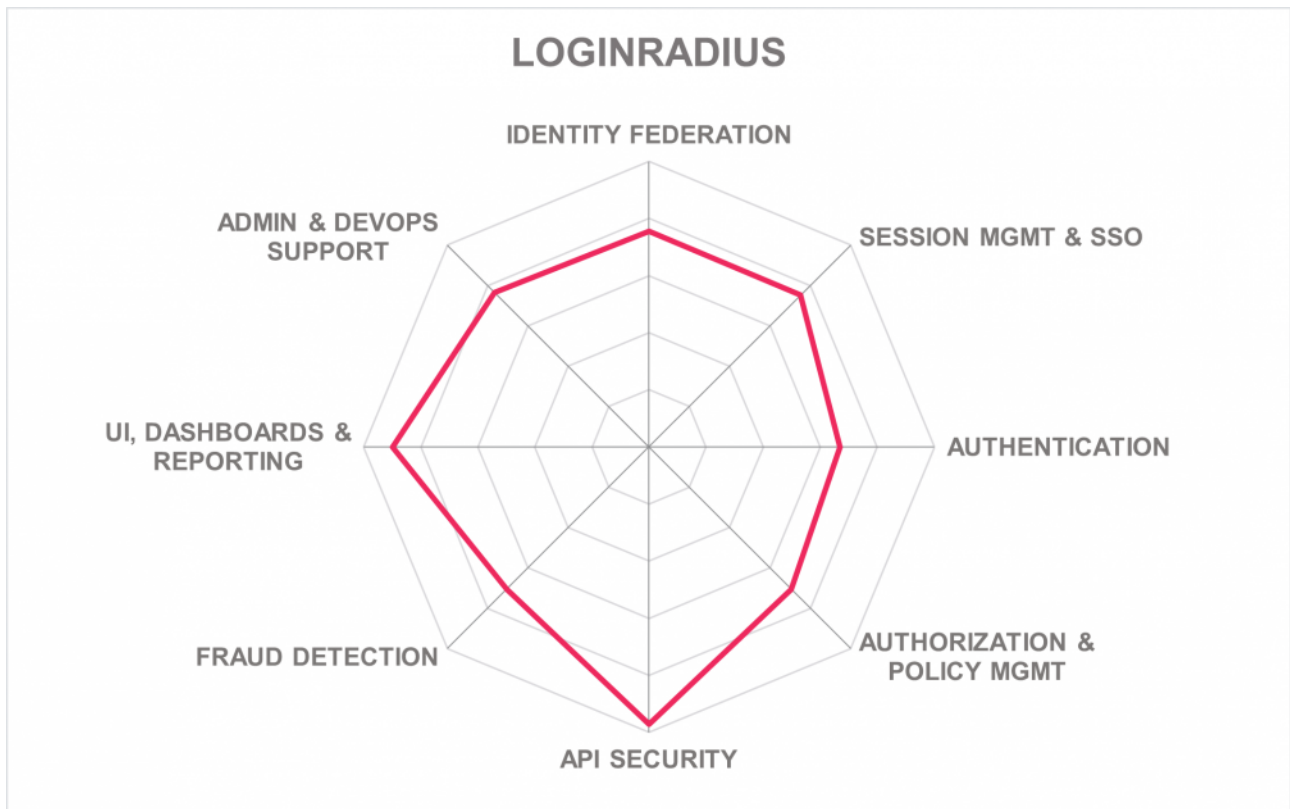 LOGINRADIUS
IDENTITY FEDERATION
ADMIN & DEVOPS
SUPPORT
SESSION MGMT & SSO
UI, DASHBOARDS &
REPORTING
AUTHENTICATION
FRAUD DETECTION
AUTHORIZATION &
POLICY MGMT
API SECURITY